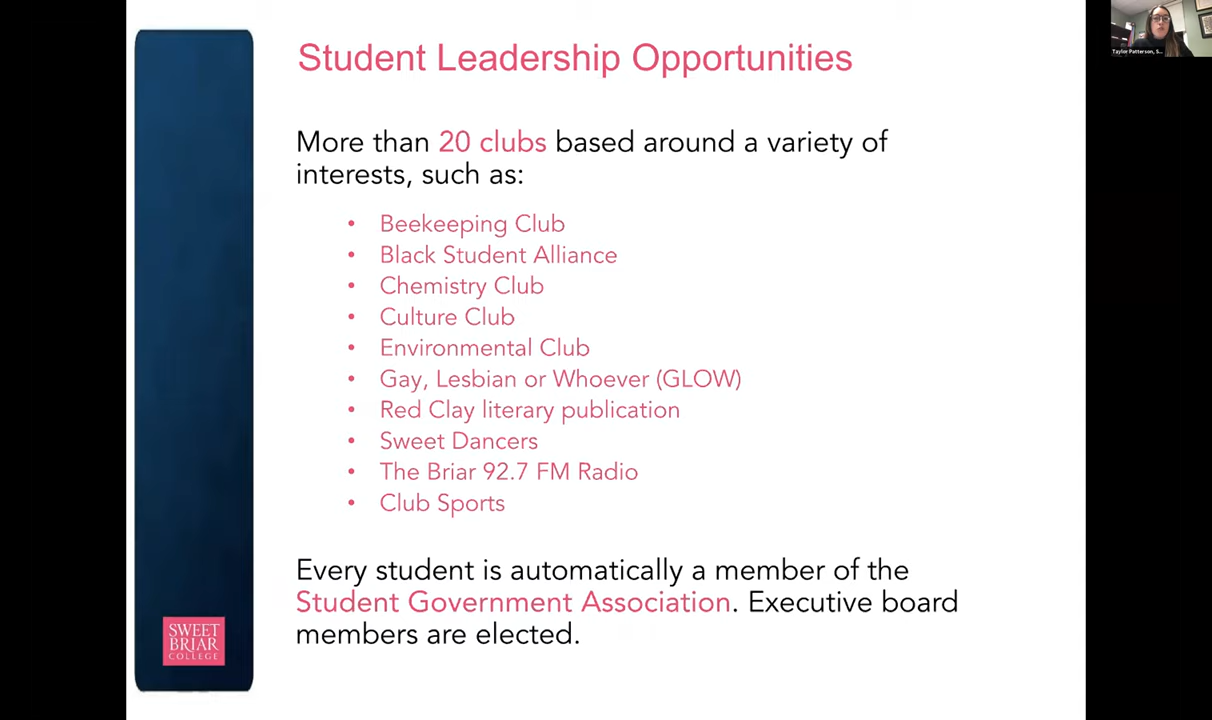 Student Leadership Opportunities
Taylor Patterson, S...
More than 20 clubs based around a variety of
interests, such as:
• Beekeeping Club
• Black Student Alliance
• Chemistry Club
• Culture Club
• Environmental Club
• Gay, Lesbian or Whoever (GLOW)
• Red Clay literary publication
• Sweet Dancers
• The Briar 92.7 FM Radio
• Club Sports
Every student is automatically a member of the
Student Government Association. Executive board
members are elected.
SWEET
BRIAR
COLLEGE